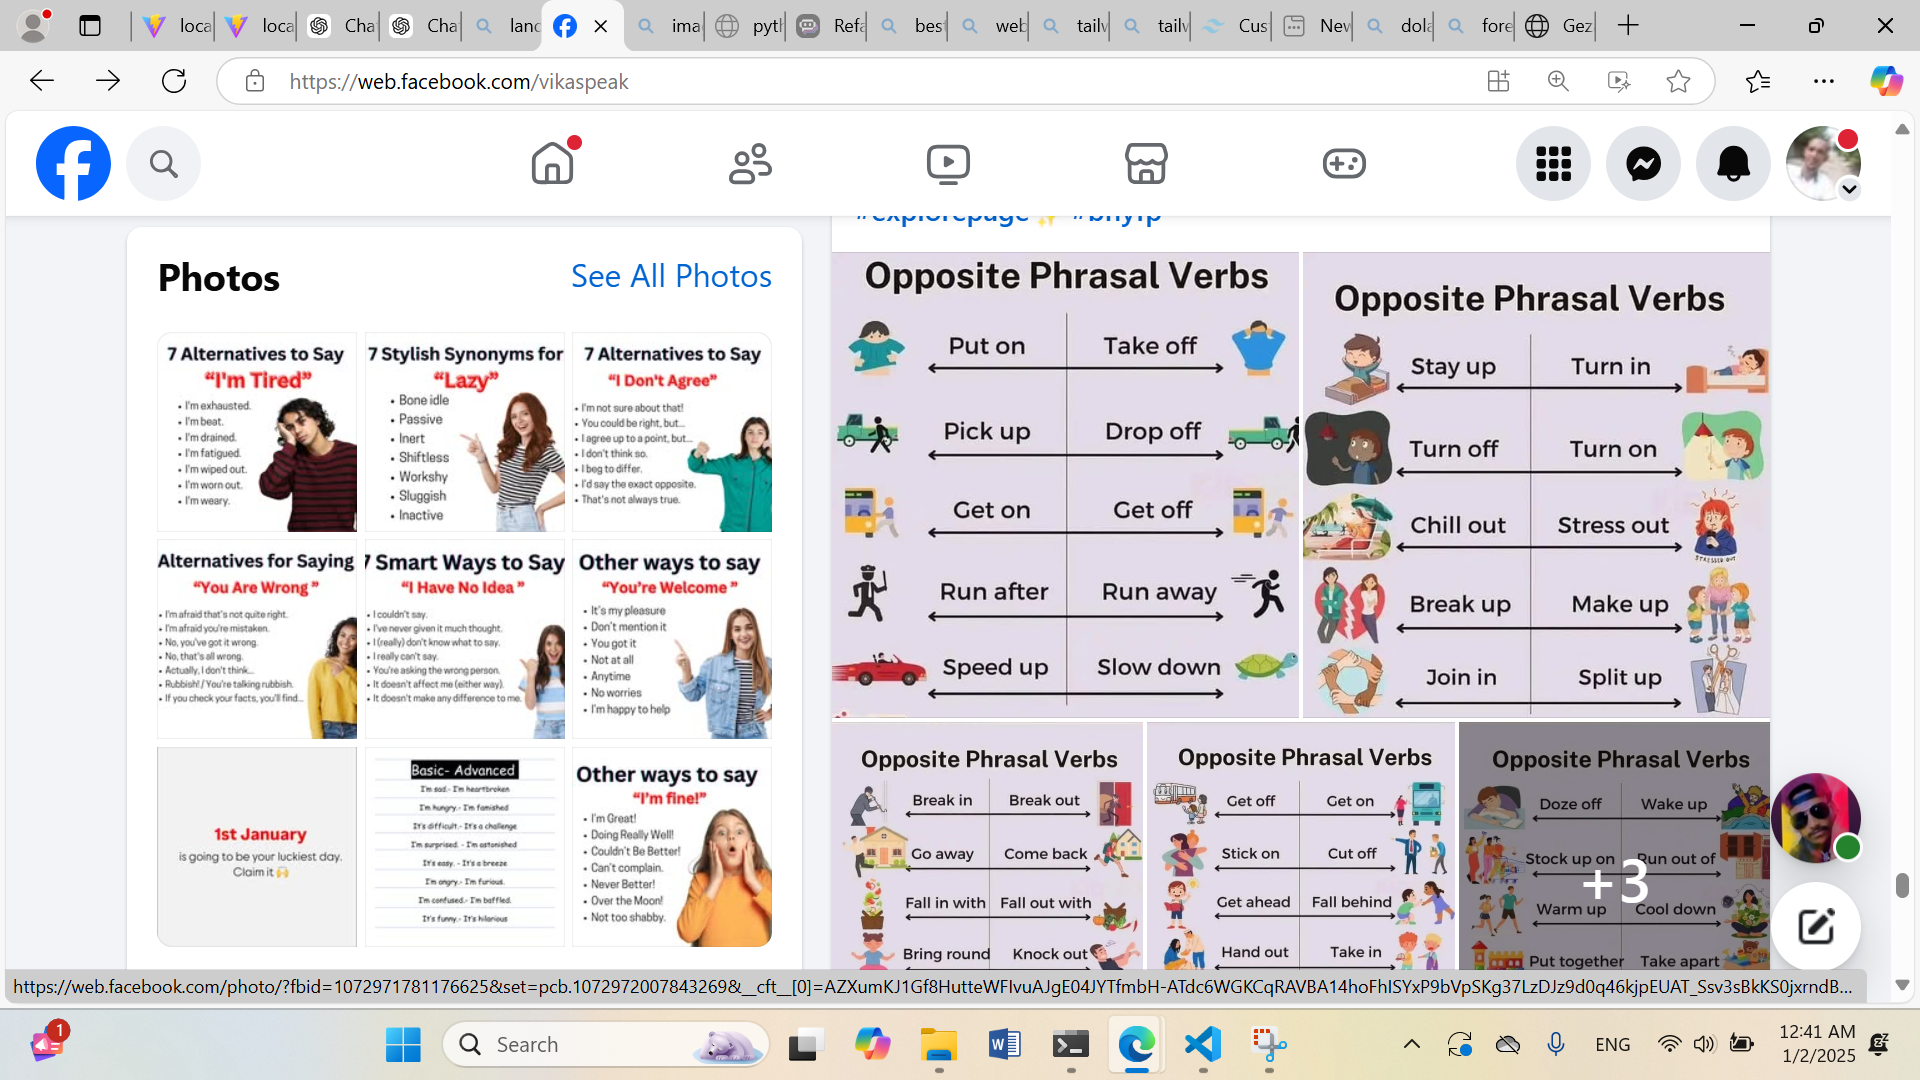 loca
loca
Cha
Cha
lanc
ima
pyth
Refa
best
web
tailw
tailw
Cus
New
dola
fore
Gez
https://web.facebook.com/vikaspeak
#explorepage✨ #bnyfp
Photos
See All Photos
7 Alternatives to Say
“I'm Tired”
• I'm exhausted.
• I'm beat.
• I'm drained.
• I'm fatigued.
• I'm wiped out.
• I'm worn out.
• I'm weary.
7 Stylish Synonyms for
“Lazy”
• Bone idle
• Passive
• Inert
• Shiftless
• Workshy
• Sluggish
• Inactive
7 Alternatives to Say
“I Don't Agree”
• I'm not sure about that!
• You could be right, but...
• I agree up to a point, but...
• I don't think so.
• I beg to differ.
• I'd say the exact opposite.
• That's not always true.
Alternatives for Saying
“You Are Wrong ”
• I'm afraid that's not quite right.
• I'm afraid you're mistaken.
• No, you've got it wrong.
• No, that's all wrong.
• Actually, I don't think...
• Rubbish! / You're talking rubbish.
• If you check your facts, you'll find...
7 Smart Ways to Say
“I Have No Idea ”
• I couldn't say.
• I've never given it much thought.
• I (really) don't know what to say.
• I really can't say.
• You're asking the wrong person.
• It doesn't affect me (either way).
• It doesn't make any difference to me.
Other ways to say
“You’re Welcome ”
• It’s my pleasure
• Don't mention it
• You got it
• Not at all
• Anytime
• No worries
• I'm happy to help
1st January
is going to be your luckiest day.
Claim it 🙌
Basic- Advanced
I'm sad.- I'm heartbroken
I'm hungry.- I'm famished
It's difficult.- It's a challenge
I'm surprised. - I'm astonished
It's easy. - It's a breeze
I'm angry.- I'm furious.
I'm confused.- I'm baffled.
It's funny.- It's hilarious
Other ways to say
“I'm fine!”
• I'm Great!
• Doing Really Well!
• Couldn't Be Better!
• Can't complain.
• Never Better!
• Over the Moon!
• Not too shabby.
Opposite Phrasal Verbs
Put on Take off
Pick up Drop off
Get on Get off
Run after Run away
Speed up Slow down
Opposite Phrasal Verbs
Stay up Turn in
Turn off Turn on
Chill out Stress out
STRESSED OUT
Break up Make up
Join in Split up
Opposite Phrasal Verbs
Break in Break out
Go away Come back
Fall in with Fall out with
Bring round Knock out
Opposite Phrasal Verbs
Get off Get on
Stick on Cut off
Get ahead Fall behind
Hand out Take in
Opposite Phrasal Verbs
Doze off Wake up
Stock up on Run out of
+3
Warm up Cool down
Put together Take apart
https://web.facebook.com/photo/?fbid=1072971781176625&set=pcb.1072972007843269&__cft__[0]=AZXumKJ1Gf8HutteWFIvuAJgE04JYTfmbH-ATdc6WGKCqRAVBA14hoFhISYxP9bVpSKg37LzDJz9d0q46kjpEUAT_Ssv3sBkKS0jxrndB...
1
Search
ENG
12:41 AM
1/2/2025